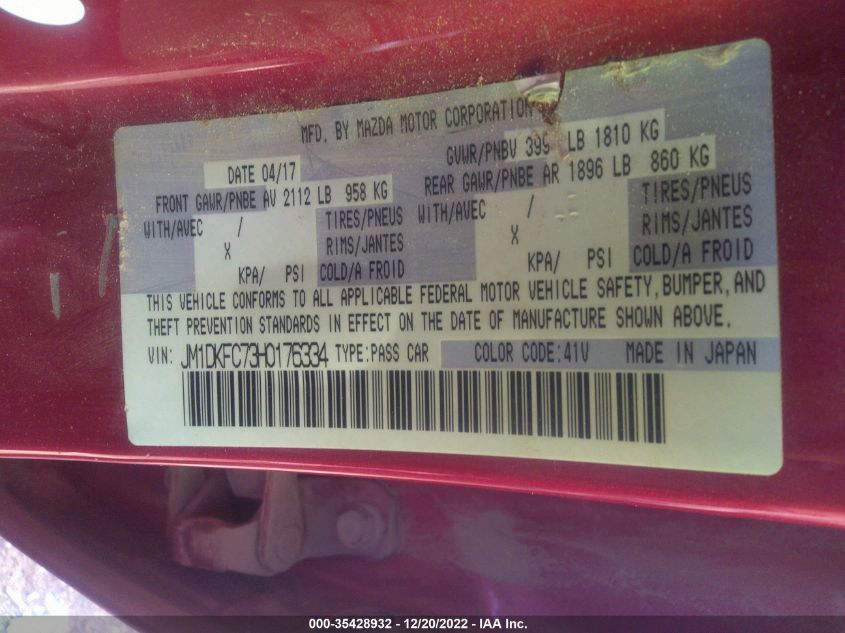 MFD. BY MAZDA MOTOR CORPORATION
DATE 04/17
GVWR/PNBV LB 1810 KG
FRONT GAWR/PNBE AV 2112 LB 958 KG
REAR GAWR/PNBE AR 1896 LB 860 KG
WITH/AVEC / TIRES/PNEUS
WITH/AVEC / TIRES/PNEUS
X RIMS/JANTES
X RIMS/JANTES
KPA/ PSI COLD/A FROID
KPA/ PSI COLD/A FROID
THIS VEHICLE CONFORMS TO ALL APPLICABLE FEDERAL MOTOR VEHICLE SAFETY, BUMPER, AND
THEFT PREVENTION STANDARDS IN EFFECT ON THE DATE OF MANUFACTURE SHOWN ABOVE.
VIN: JM1DKFC73H0176334 TYPE:PASS CAR COLOR CODE:41V MADE IN JAPAN
000-35428932 - 12/20/2022 - IAA Inc.